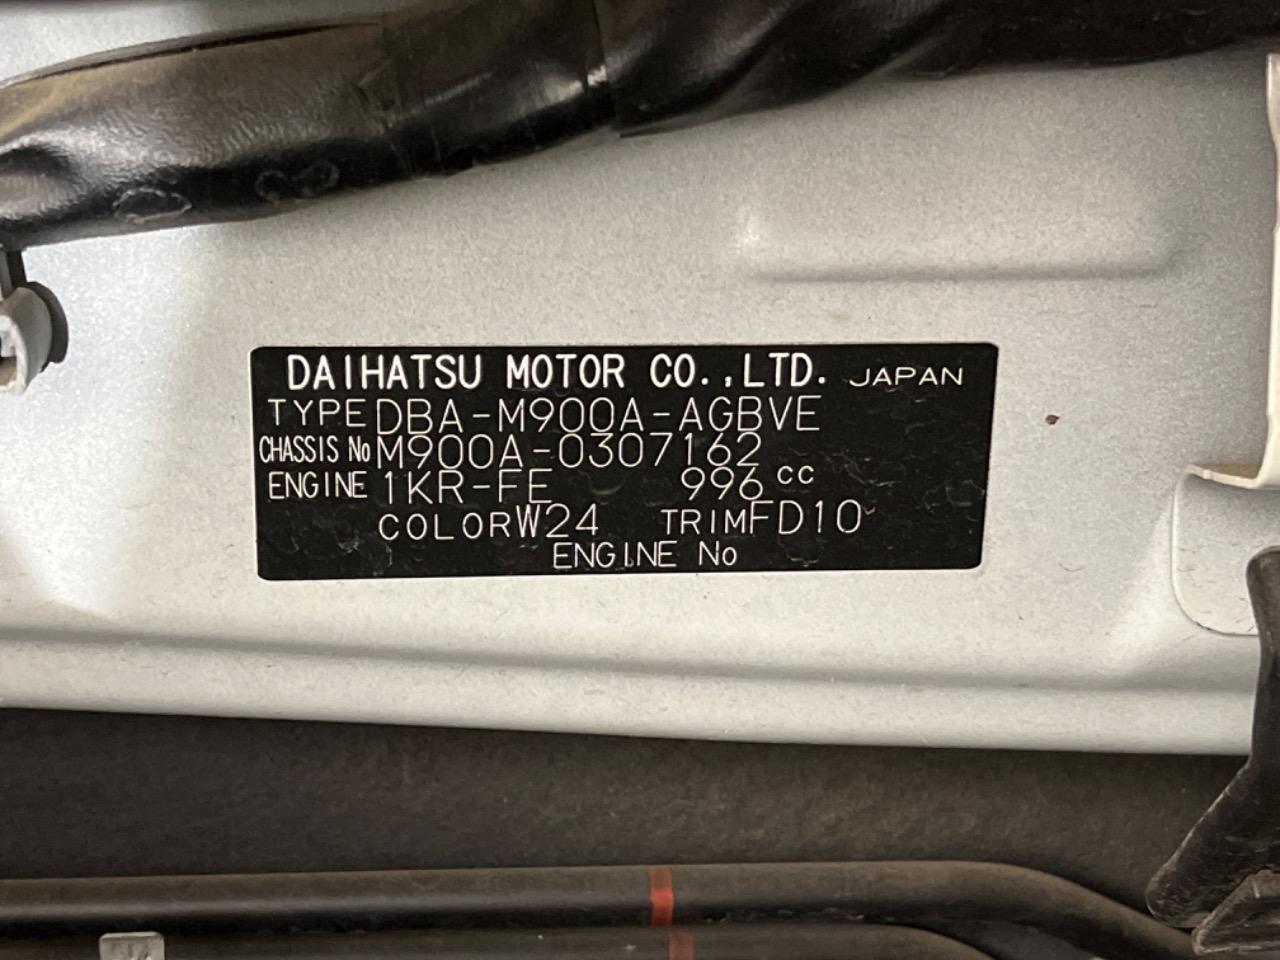 DAIHATSU MOTOR CO.,LTD. JAPAN
TYPE DBA-M900A-AGBVE
CHASSIS No M900A-0307162
ENGINE 1KR-FE 996 cc
COLOR W24 TRIM FD10
ENGINE No